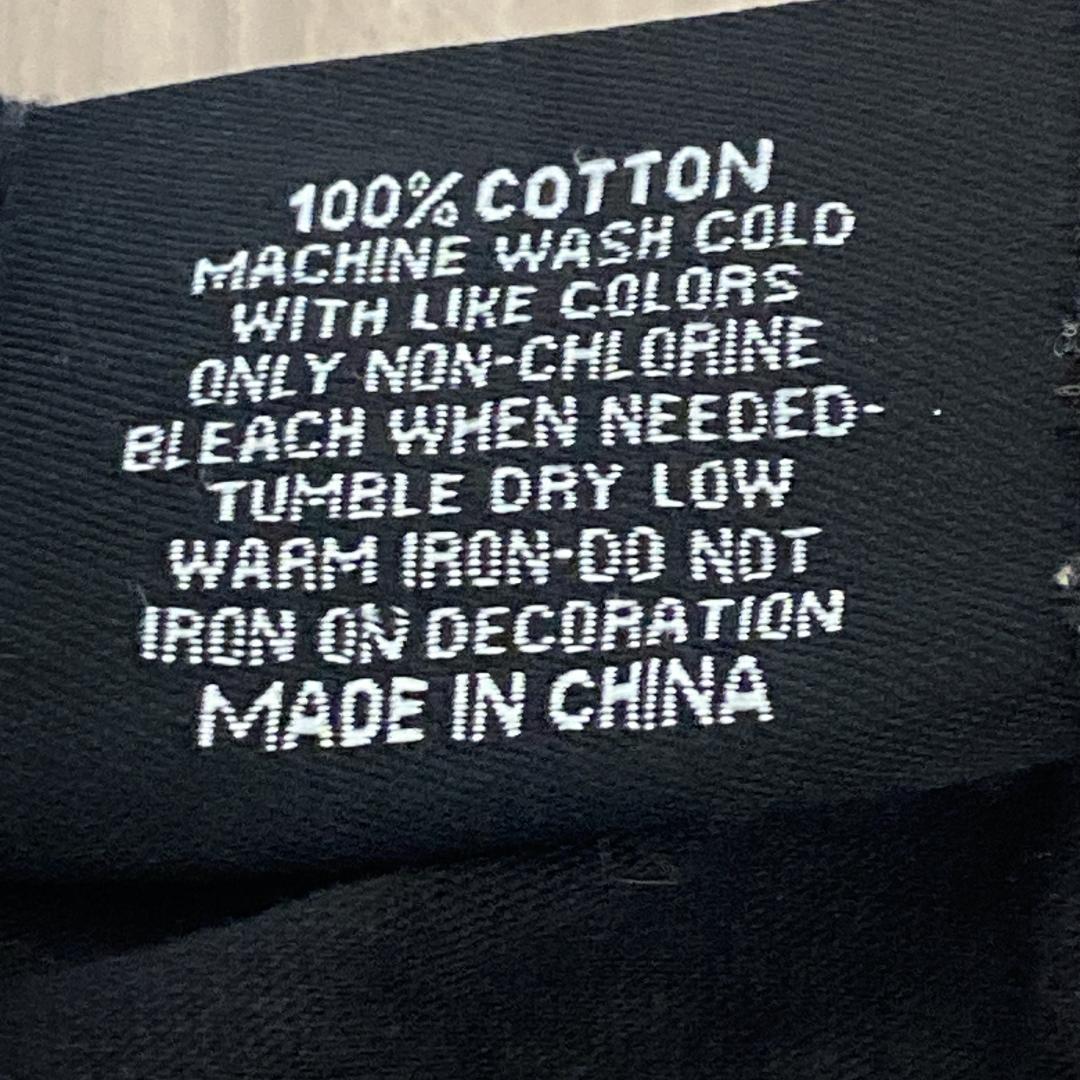 100% COTTON
MACHINE WASH COLD
WITH LIKE COLORS
ONLY NON-CHLORINE
BLEACH WHEN NEEDED-
TUMBLE DRY LOW
WARM IRON-DO NOT
IRON ON DECORATION
MADE IN CHINA